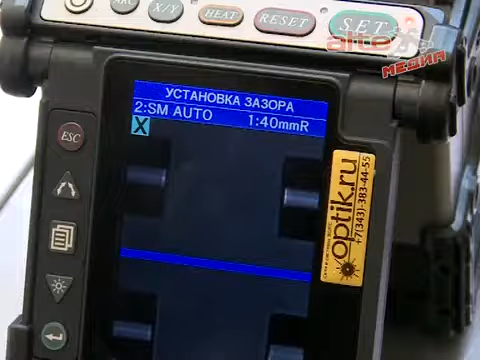 ARC
X/Y
HEAT
RESET
SET
МЕДИА
УСТАНОВКА ЗАЗОРА
2:SM AUTO 1:40mmR
X
ESC
optik.ru
+7(343)-383-44-55